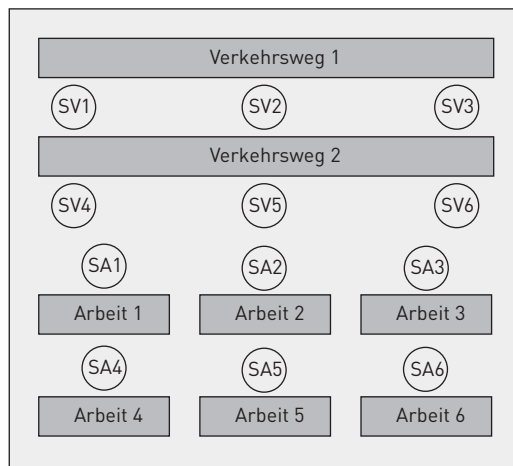 Verkehrsweg 1
SV1 SV2 SV3
Verkehrsweg 2
SV4 SV5 SV6
SA1 SA2 SA3
Arbeit 1 Arbeit 2 Arbeit 3
SA4 SA5 SA6
Arbeit 4 Arbeit 5 Arbeit 6